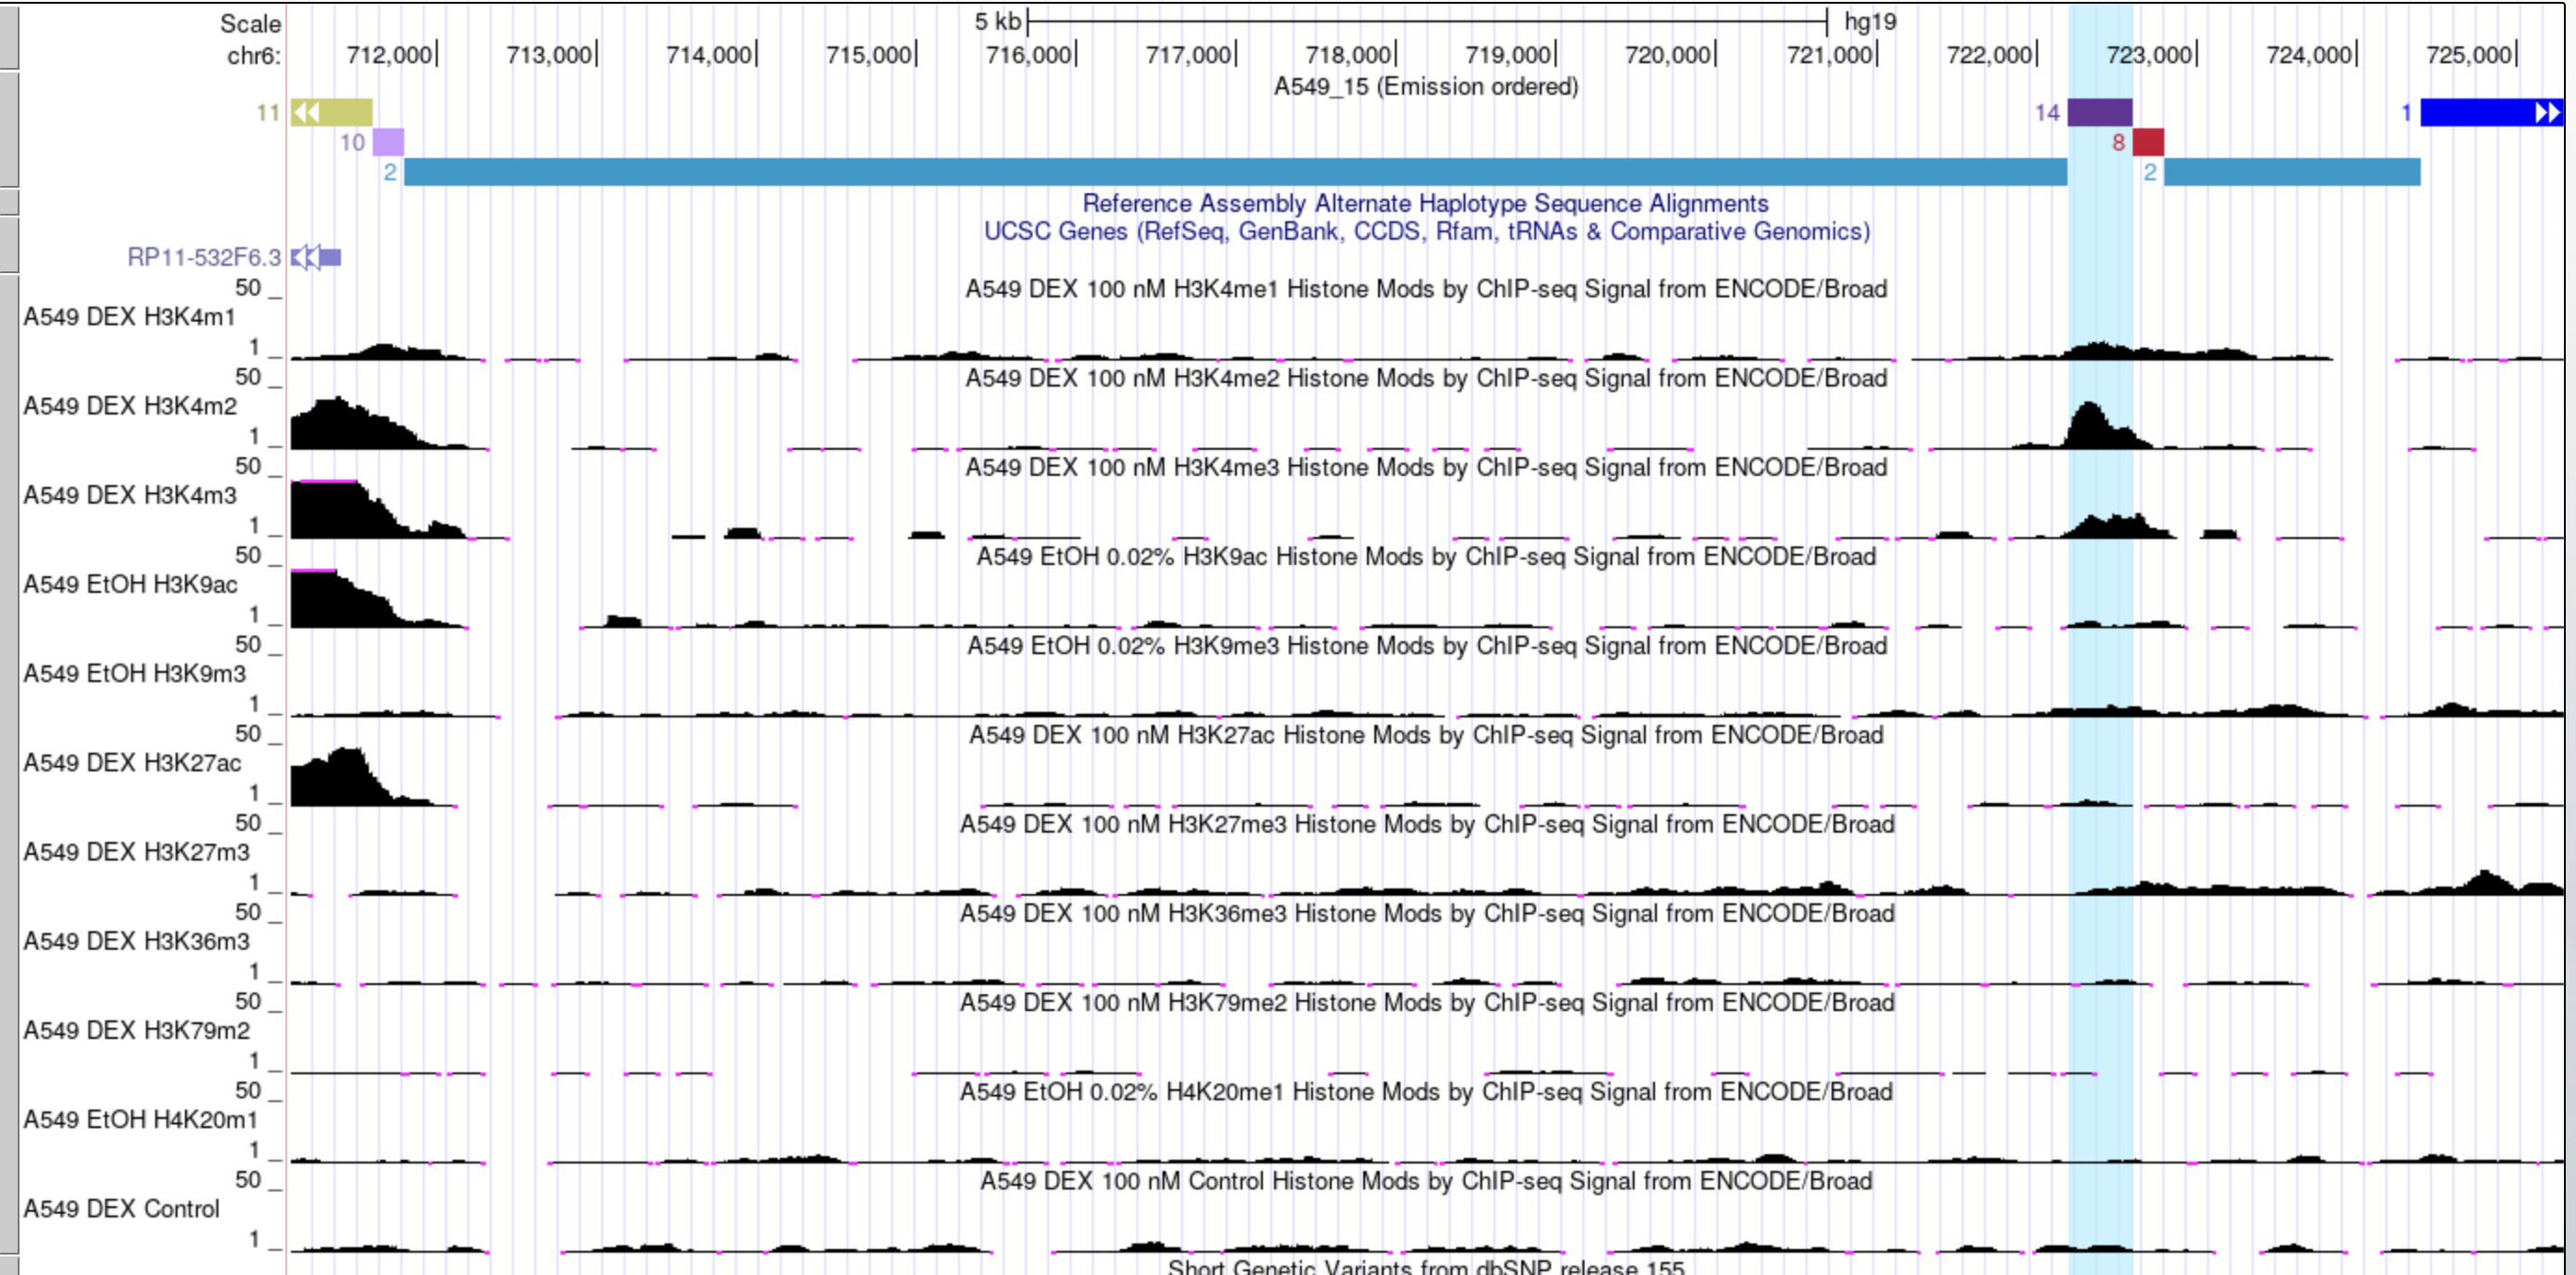 Scale 5 kb hg19
chr6: 712,000 713,000 714,000 715,000 716,000 717,000 718,000 719,000 720,000 721,000 722,000 723,000 724,000 725,000
A549_15 (Emission ordered)
11 14 1
10 8
2 2
Reference Assembly Alternate Haplotype Sequence Alignments
UCSC Genes (RefSeq, GenBank, CCDS, Rfam, tRNAs & Comparative Genomics)
RP11-532F6.3
50 _ A549 DEX 100 nM H3K4me1 Histone Mods by ChIP-seq Signal from ENCODE/Broad
A549 DEX H3K4m1
1 _
A549 DEX 100 nM H3K4me2 Histone Mods by ChIP-seq Signal from ENCODE/Broad
50 _
A549 DEX H3K4m2
1 _
A549 DEX 100 nM H3K4me3 Histone Mods by ChIP-seq Signal from ENCODE/Broad
50 _
A549 DEX H3K4m3
1 _
A549 EtOH 0.02% H3K9ac Histone Mods by ChIP-seq Signal from ENCODE/Broad
50 _
A549 EtOH H3K9ac
1 _
A549 EtOH 0.02% H3K9me3 Histone Mods by ChIP-seq Signal from ENCODE/Broad
50 _
A549 EtOH H3K9m3
1 _
A549 DEX 100 nM H3K27ac Histone Mods by ChIP-seq Signal from ENCODE/Broad
50 _
A549 DEX H3K27ac
1 _
A549 DEX 100 nM H3K27me3 Histone Mods by ChIP-seq Signal from ENCODE/Broad
50 _
A549 DEX H3K27m3
1 _
A549 DEX 100 nM H3K36me3 Histone Mods by ChIP-seq Signal from ENCODE/Broad
50 _
A549 DEX H3K36m3
1 _
A549 DEX 100 nM H3K79me2 Histone Mods by ChIP-seq Signal from ENCODE/Broad
50 _
A549 DEX H3K79m2
1 _
A549 EtOH 0.02% H4K20me1 Histone Mods by ChIP-seq Signal from ENCODE/Broad
50 _
A549 EtOH H4K20m1
1 _
A549 DEX 100 nM Control Histone Mods by ChIP-seq Signal from ENCODE/Broad
50 _
A549 DEX Control
1 _
Short Genetic Variants from dbSNP release 155